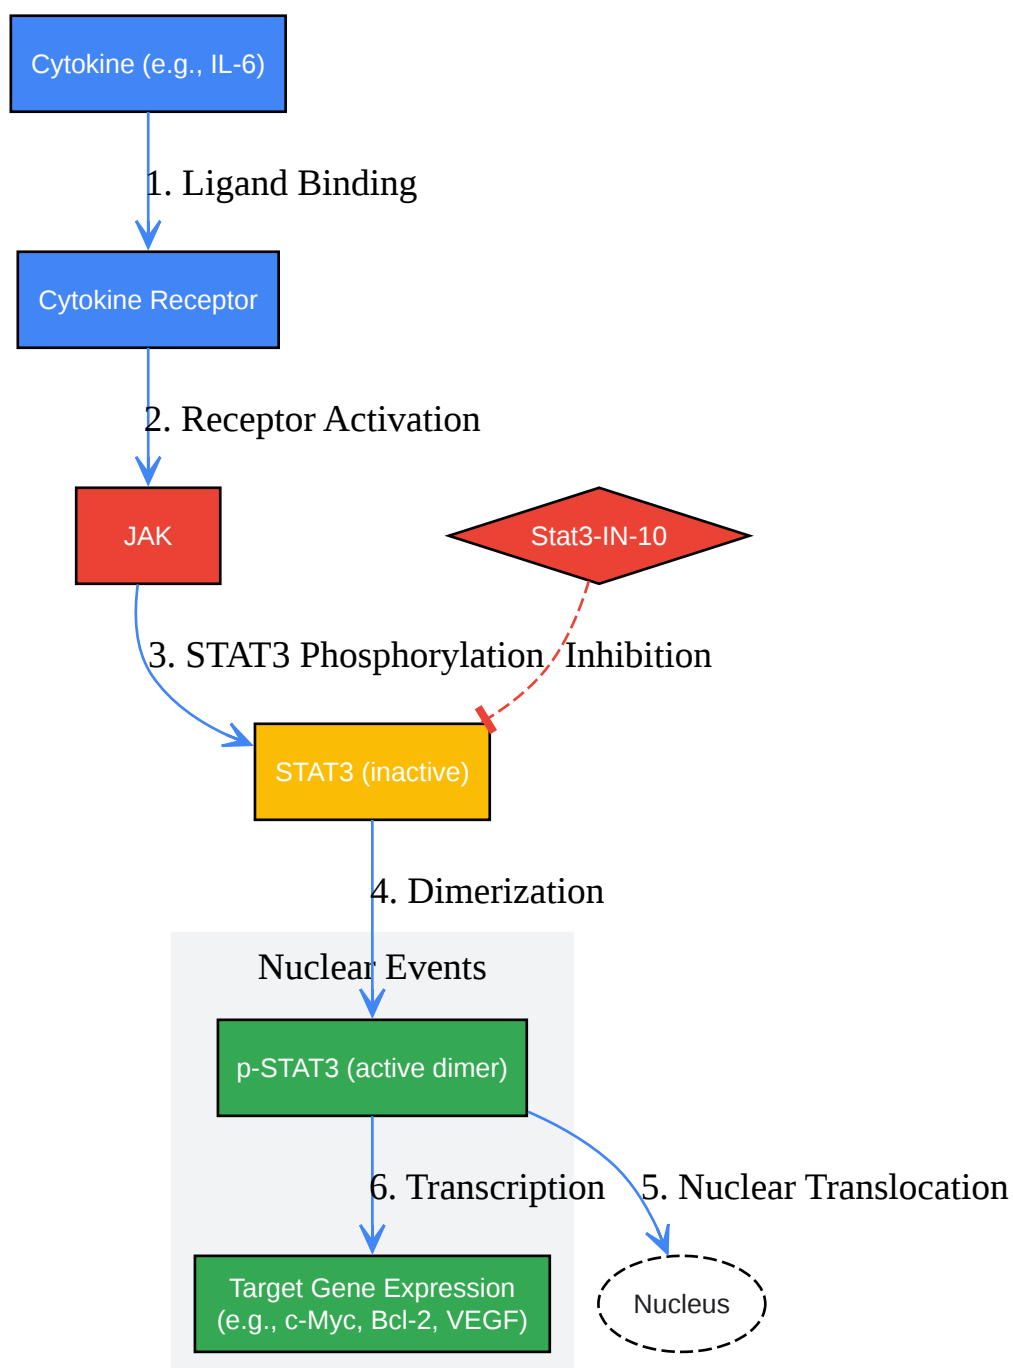 Cytokine (e.g., IL-6)
1. Ligand Binding
Cytokine Receptor
2. Receptor Activation
JAK
Stat3-IN-10
3. STAT3 Phosphorylation
Inhibition
STAT3 (inactive)
4. Dimerization
Nuclear Events
p-STAT3 (active dimer)
6. Transcription
5. Nuclear Translocation
Target Gene Expression
(e.g., c-Myc, Bcl-2, VEGF)
Nucleus